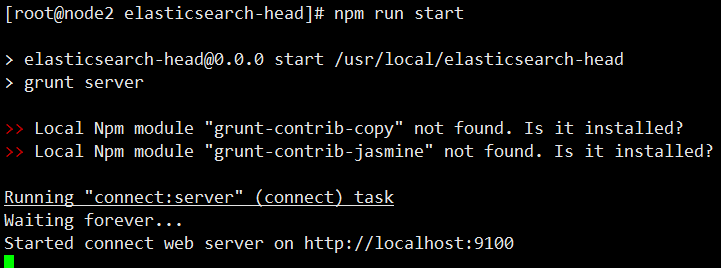 [root@node2 elasticsearch-head]# npm run start
> elasticsearch-head@0.0.0 start /usr/local/elasticsearch-head
> grunt server
>> Local Npm module "grunt-contrib-copy" not found. Is it installed?
>> Local Npm module "grunt-contrib-jasmine" not found. Is it installed?
Running "connect:server" (connect) task
Waiting forever...
Started connect web server on http://localhost:9100